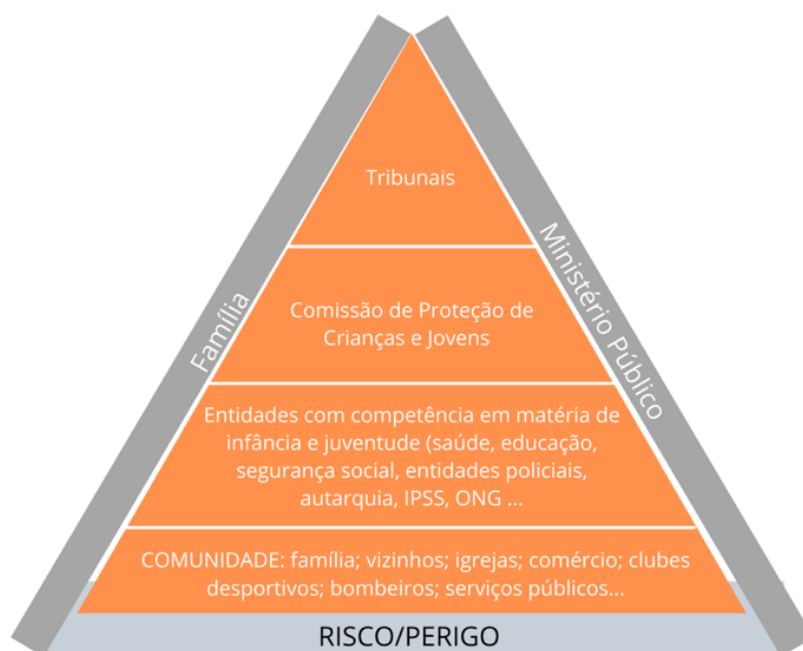 Tribunais
Família
Ministério Público
Comissão de Proteção de
Crianças e Jovens
Entidades com competência em matéria de
infância e juventude (saúde, educação,
segurança social, entidades policiais,
autarquia, IPSS, ONG ...
COMUNIDADE: família; vizinhos; igrejas; comércio; clubes
desportivos; bombeiros; serviços públicos...
RISCO/PERIGO